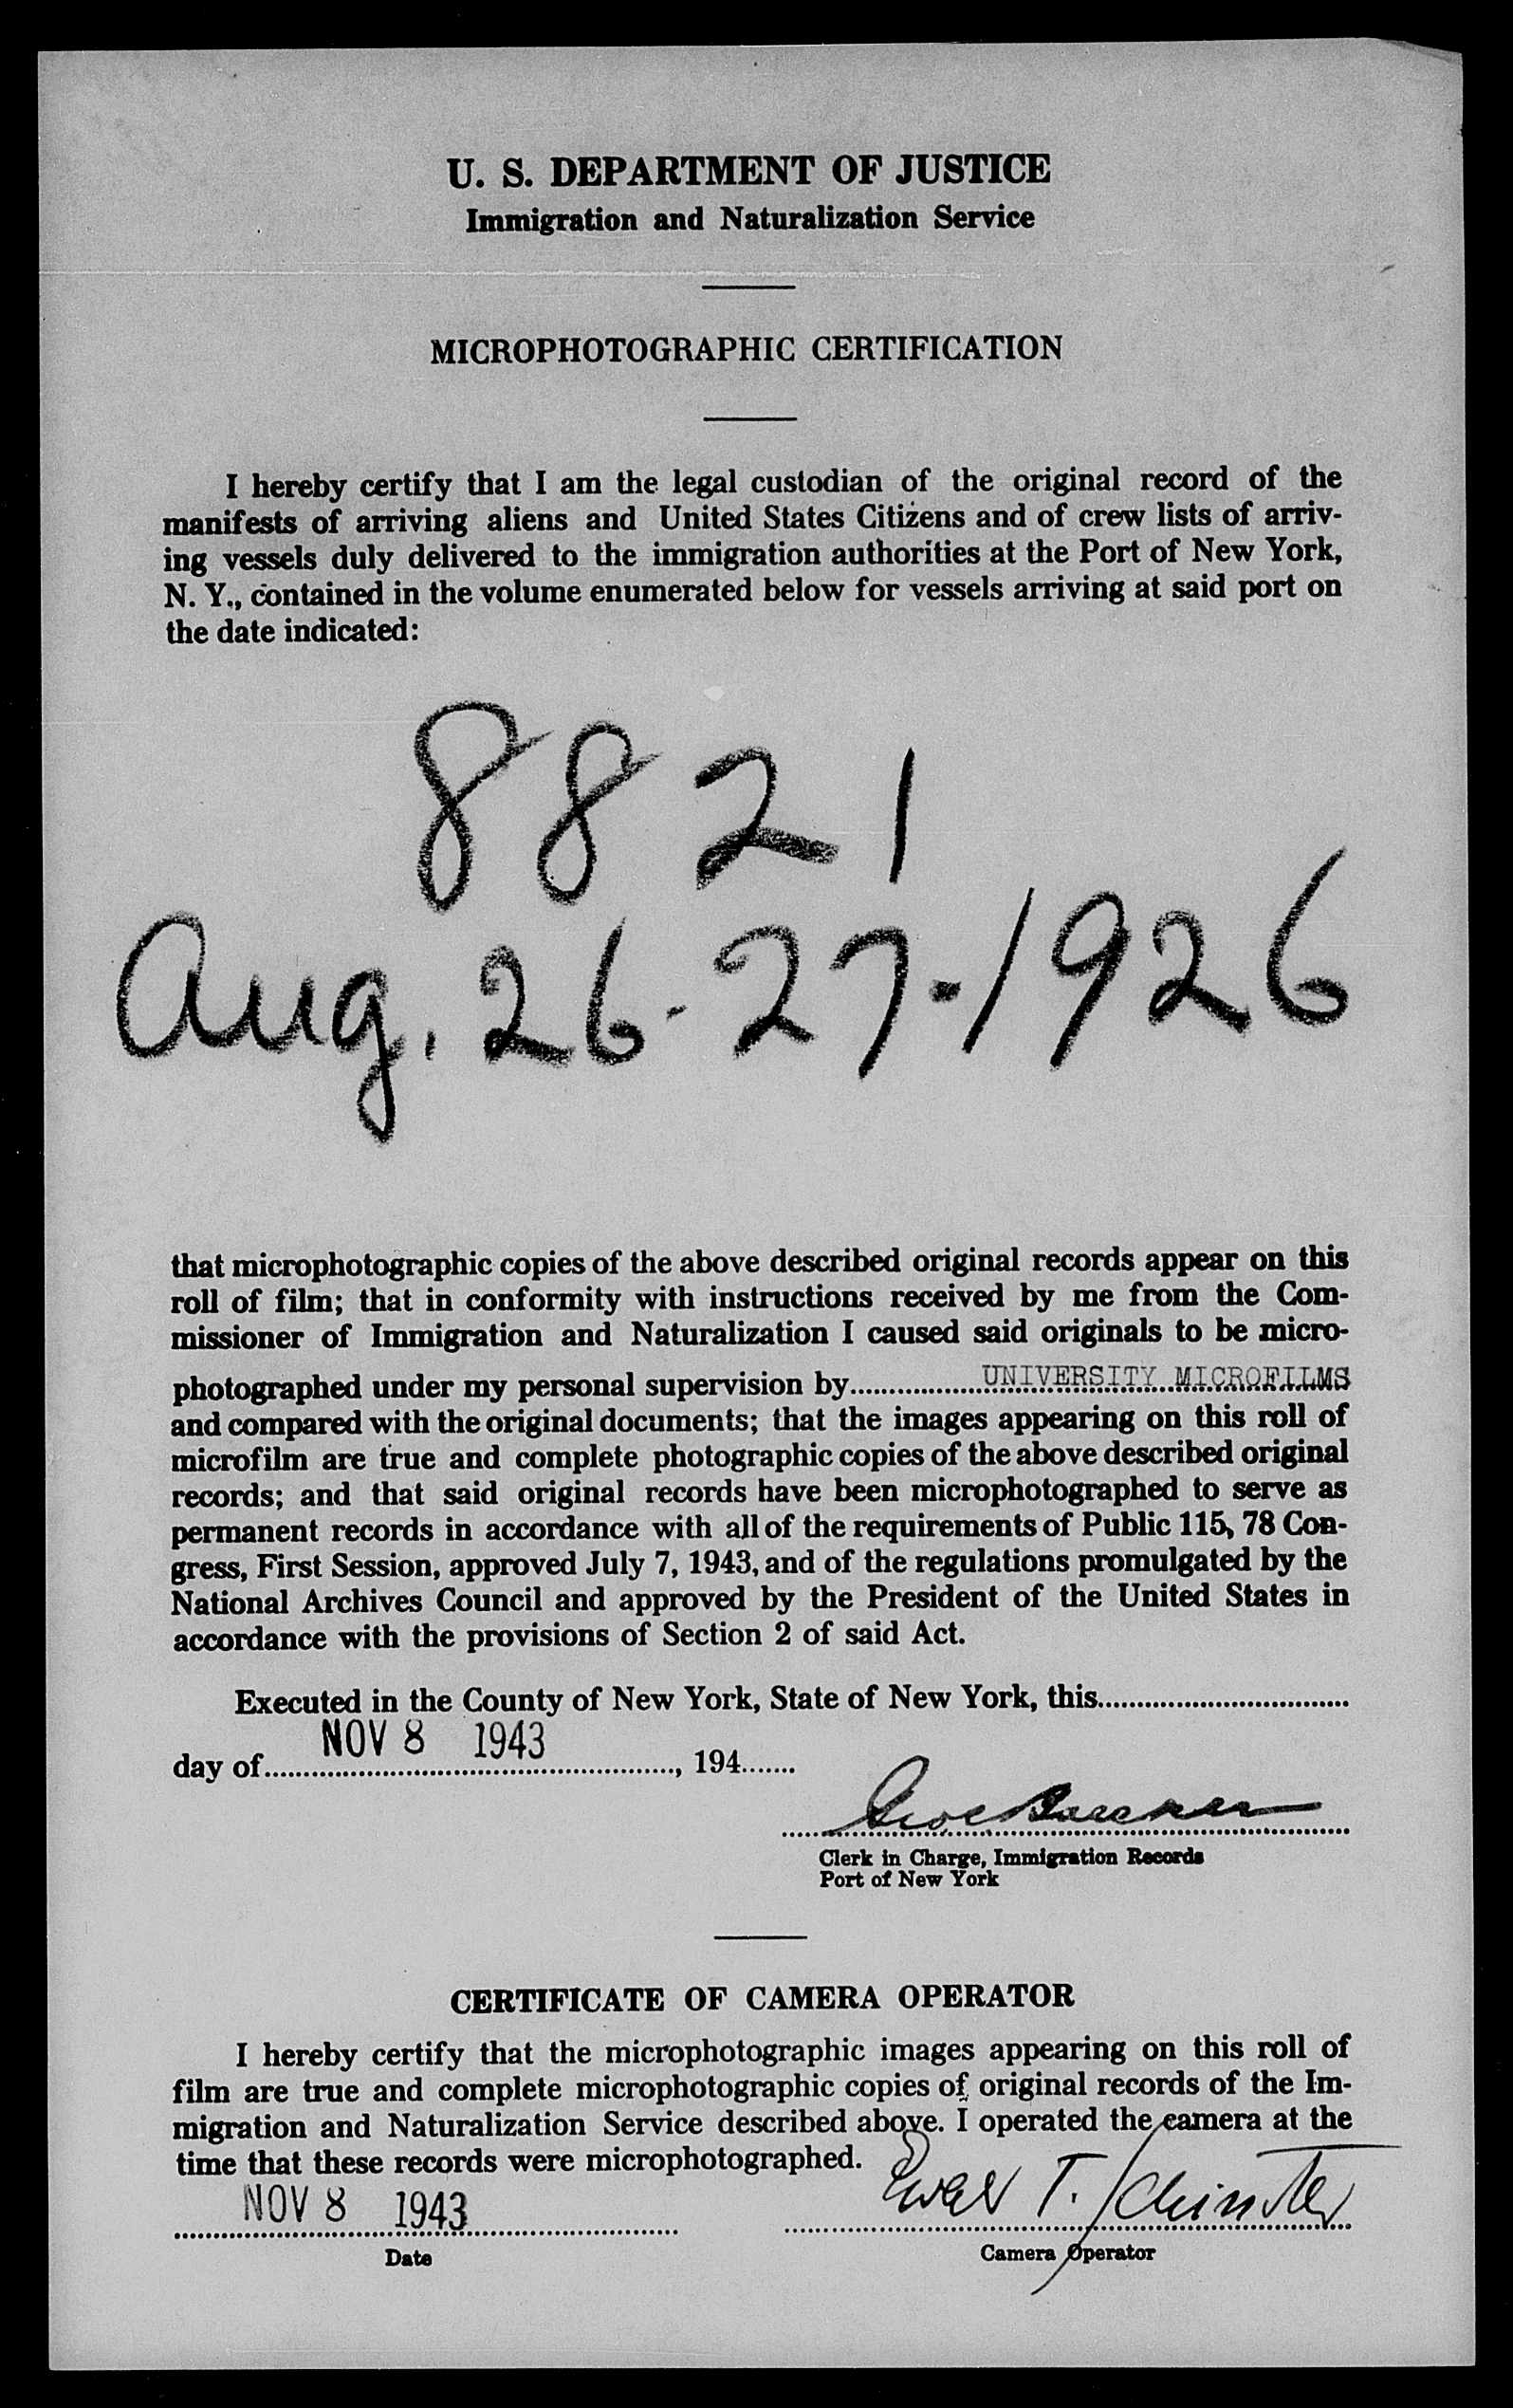 U. S. DEPARTMENT OF JUSTICE
Immigration and Naturalization Service
MICROPHOTOGRAPHIC CERTIFICATION
I hereby certify that I am the legal custodian of the original record of the
manifests of arriving aliens and United States Citizens and of crew lists of arriv-
ing vessels duly delivered to the immigration authorities at the Port of New York,
N. Y., contained in the volume enumerated below for vessels arriving at said port on
the date indicated:
8821
Aug. 26-27-1926
that microphotographic copies of the above described original records appear on this
roll of film; that in conformity with instructions received by me from the Com-
missioner of Immigration and Naturalization I caused said originals to be micro-
photographed under my personal supervision by UNIVERSITY MICROFILMS
and compared with the original documents; that the images appearing on this roll of
microfilm are true and complete photographic copies of the above described original
records; and that said original records have been microphotographed to serve as
permanent records in accordance with all of the requirements of Public 115, 78 Con-
gress, First Session, approved July 7, 1943, and of the regulations promulgated by the
National Archives Council and approved by the President of the United States in
accordance with the provisions of Section 2 of said Act.
Executed in the County of New York, State of New York, this
NOV 8 1943
day of, 194
Clerk in Charge, Immigration Records
Port of New York
CERTIFICATE OF CAMERA OPERATOR
I hereby certify that the microphotographic images appearing on this roll of
film are true and complete microphotographic copies of original records of the Im-
migration and Naturalization Service described above. I operated the camera at the
time that these records were microphotographed.
NOV 8 1943 T.
Date Camera Operator